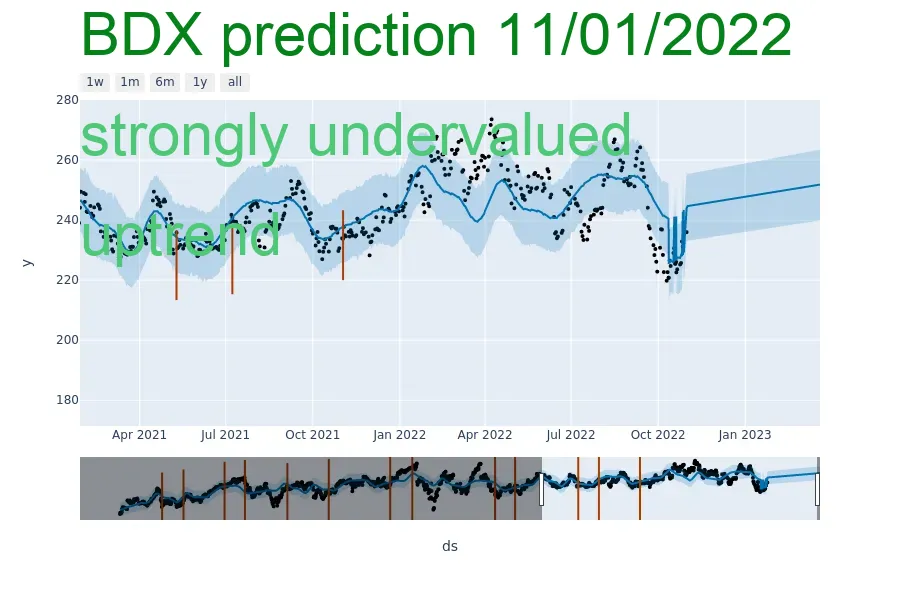 BDX prediction 11/01/2022
1w 1m 6m 1y all
strongly undervalued
uptrend
280
260
240
220
200
180
y
Apr 2021 Jul 2021 Oct 2021 Jan 2022 Apr 2022 Jul 2022 Oct 2022 Jan 2023
ds